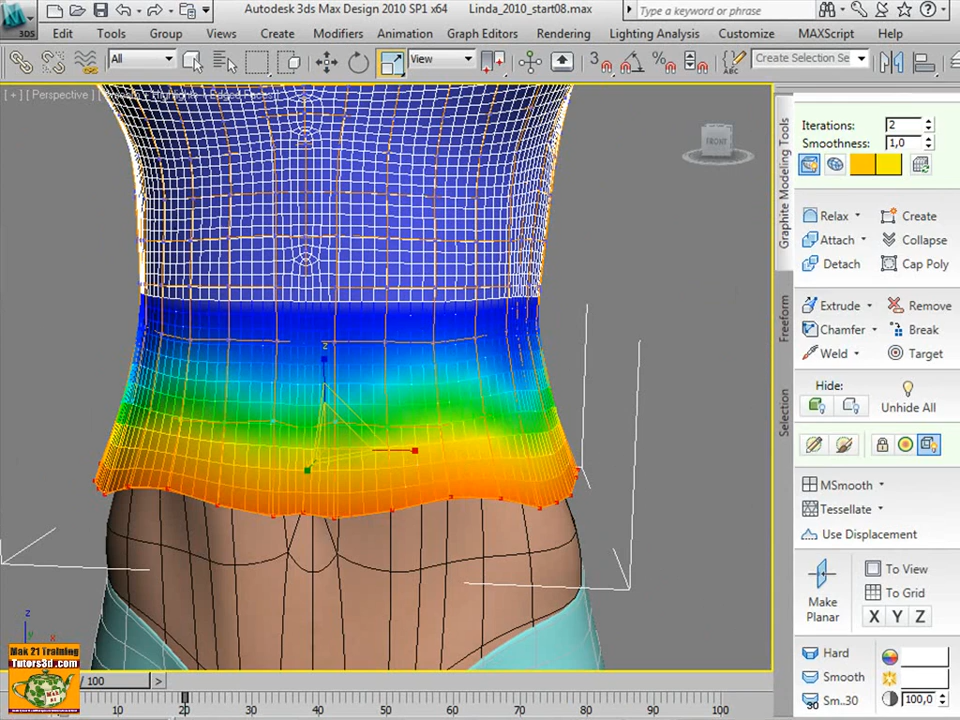 Autodesk 3ds Max Design 2010 SP1 x64 Linda_2010_start08.max
Type a keyword or phrase
3DS
Edit Tools Group Views Create Modifiers Animation Graph Editors Rendering Lighting Analysis Customize MAXScript Help
All
View
3
Create Selection Se
[ + ] [ Perspective ]
FRONT
Graphite Modeling Tools
Freeform
Selection
Iterations: 2
Smoothness: 1,0
Relax Create
Attach Collapse
Detach Cap Poly
Extrude Remove
Chamfer Break
Weld Target
Hide:
Unhide All
MSmooth
Tessellate
Use Displacement
Make Planar
To View
To Grid
X Y Z
Hard
Smooth
30 Sm..30 100,0
z
z
y
x
Mak 21 Training
Tutors3d.com
/ 100 >
10 20 30 40 50 60 70 80 90 100